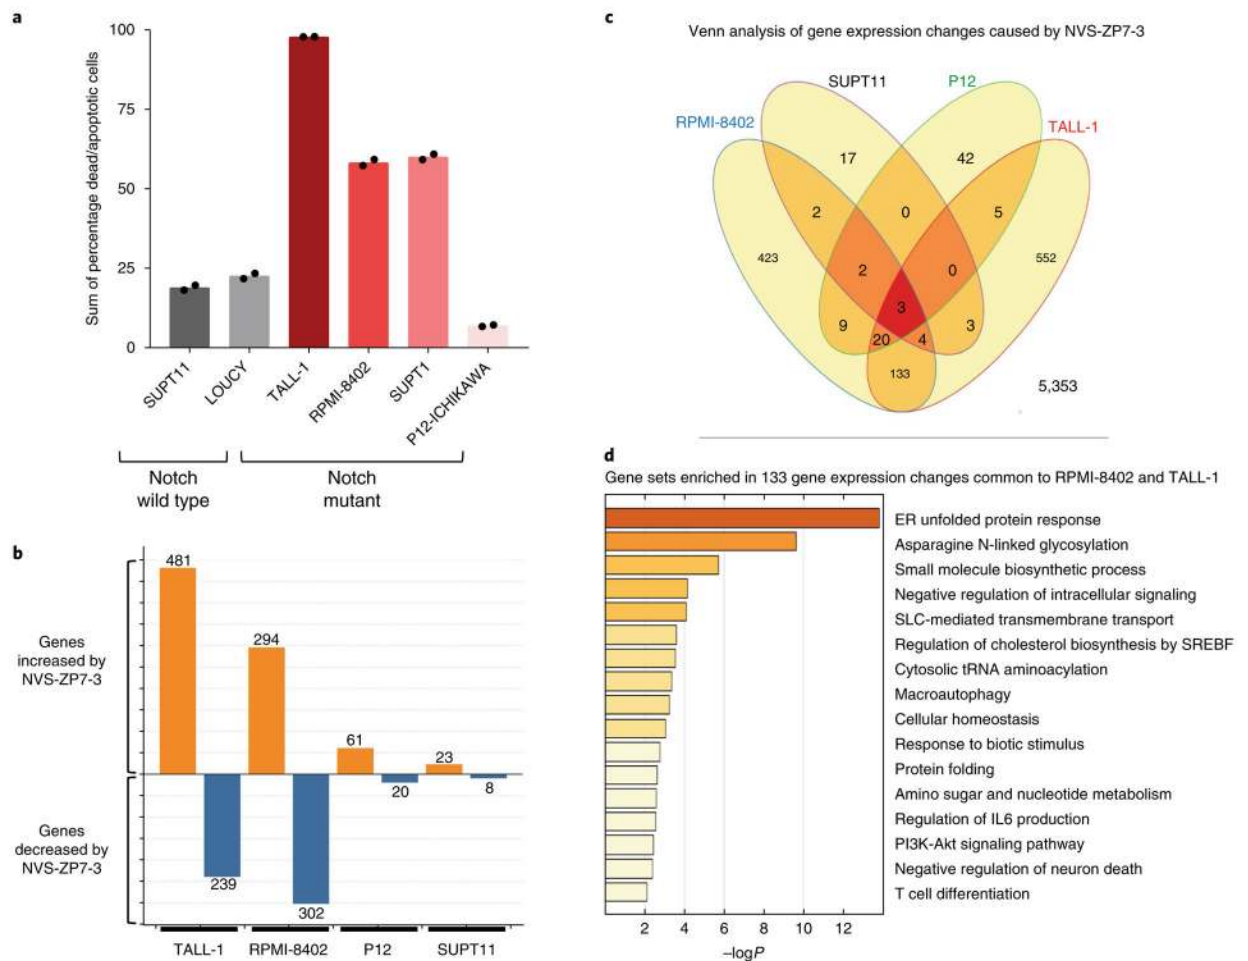 a
100
75
50
25
0
Sum of percentage dead/apoptotic cells
SUPT11
LOUCY
TALL-1
RPMI-8402
SUPT1
P12-ICHIKAWA
Notch
wild type
Notch
mutant
b
Genes
increased by
NVS-ZP7-3
Genes
decreased by
NVS-ZP7-3
481
294
61
23
239
302
20
8
TALL-1
RPMI-8402
P12
SUPT11
c
Venn analysis of gene expression changes caused by NVS-ZP7-3
SUPT11
P12
RPMI-8402
TALL-1
17
42
2
0
5
423
2
0
552
3
9
20
4
3
133
5,353
d
Gene sets enriched in 133 gene expression changes common to RPMI-8402 and TALL-1
ER unfolded protein response
Asparagine N-linked glycosylation
Small molecule biosynthetic process
Negative regulation of intracellular signaling
SLC-mediated transmembrane transport
Regulation of cholesterol biosynthesis by SREBF
Cytosolic tRNA aminoacylation
Macroautophagy
Cellular homeostasis
Response to biotic stimulus
Protein folding
Amino sugar and nucleotide metabolism
Regulation of IL6 production
PI3K-Akt signaling pathway
Negative regulation of neuron death
T cell differentiation
2 4 6 8 10 12
–logP